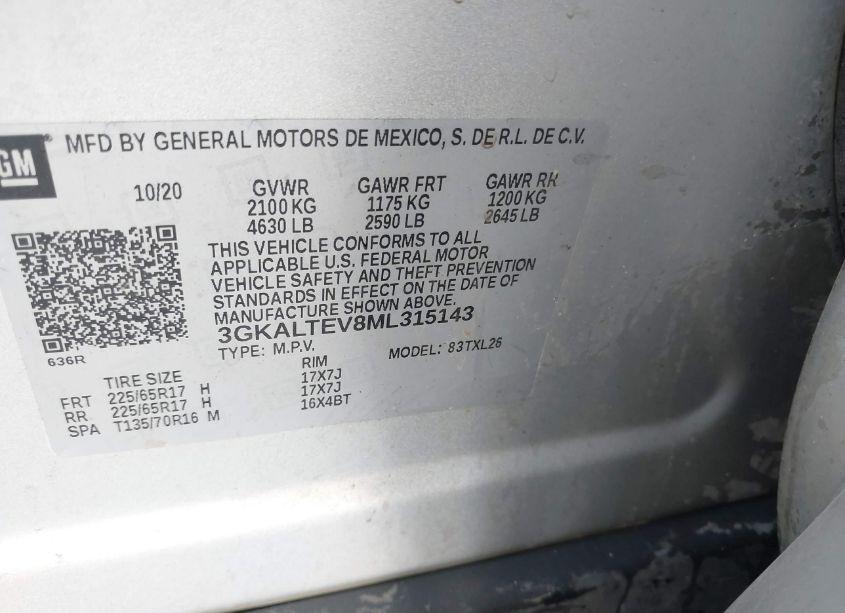 GM
MFD BY GENERAL MOTORS DE MEXICO, S. DE R.L. DE C.V.
10/20 GVWR GAWR FRT GAWR RR
2100 KG 1175 KG 1200 KG
4630 LB 2590 LB 2645 LB
THIS VEHICLE CONFORMS TO ALL
APPLICABLE U.S. FEDERAL MOTOR
VEHICLE SAFETY AND THEFT PREVENTION
STANDARDS IN EFFECT ON THE DATE OF
MANUFACTURE SHOWN ABOVE.
3GKALTEV8ML315143
636R
TYPE: M.P.V. MODEL: 83TXL26
TIRE SIZE RIM
FRT 225/65R17 H 17X7J
RR 225/65R17 H 17X7J
SPA T135/70R16 M 16X4BT